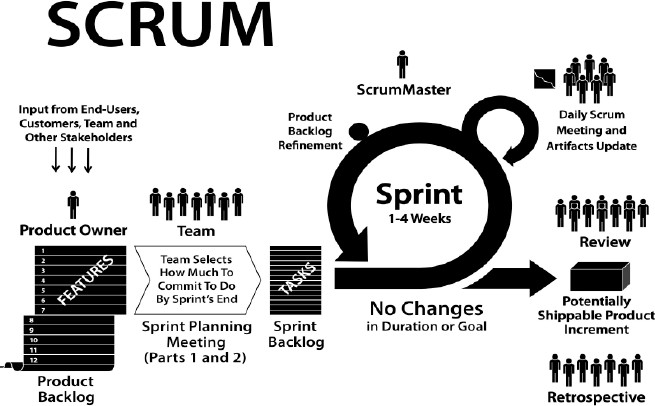 SCRUM
Input from End-Users,
Customers, Team and
Other Stakeholders
Product Owner
Team
1
2
3
4
5
6
7
FEATURES
8
9
10
11
12
Product
Backlog
Team Selects
How Much To
Commit To Do
By Sprint's End
Sprint Planning
Meeting
(Parts 1 and 2)
TASKS
Sprint
Backlog
ScrumMaster
Product
Backlog
Refinement
Sprint
1-4 Weeks
No Changes
in Duration or Goal
Daily Scrum
Meeting and
Artifacts Update
Review
Potentially
Shippable Product
Increment
Retrospective